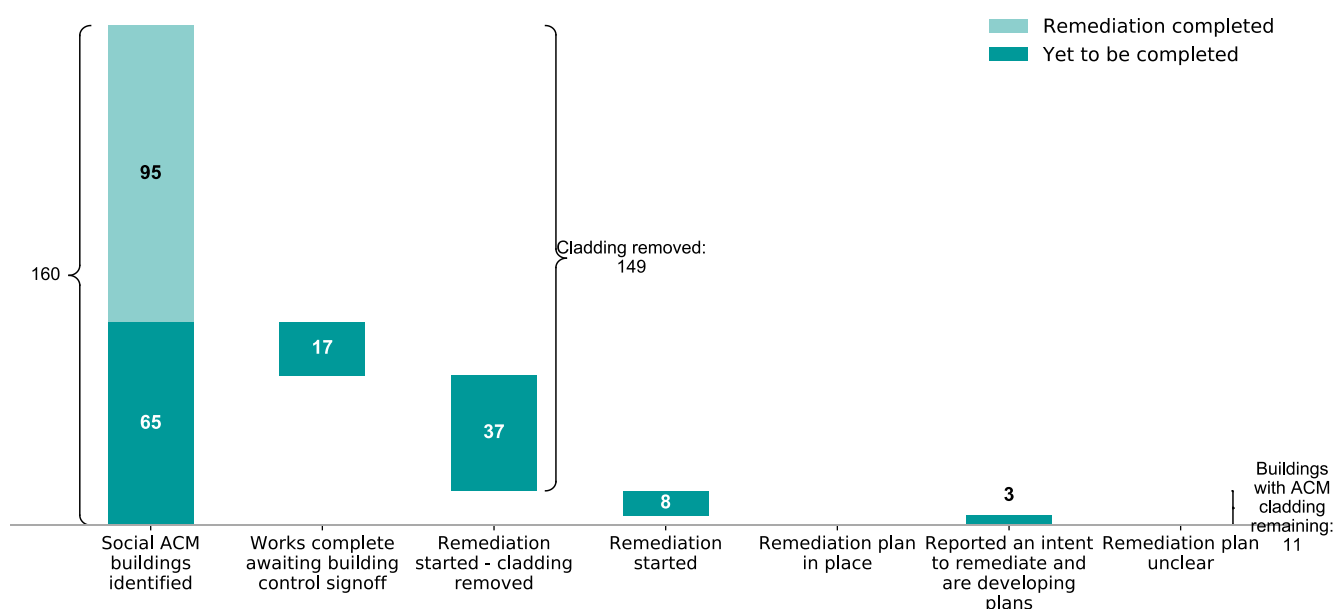 Remediation completed
Yet to be completed
95
160
Cladding removed:
149
17
65
37
8
3
Buildings
with ACM
cladding
remaining:
11
Social ACM
buildings
identified
Works complete
awaiting building
control signoff
Remediation
started - cladding
removed
Remediation
started
Remediation plan
in place
Reported an intent
to remediate and
are developing
plans
Remediation plan
unclear